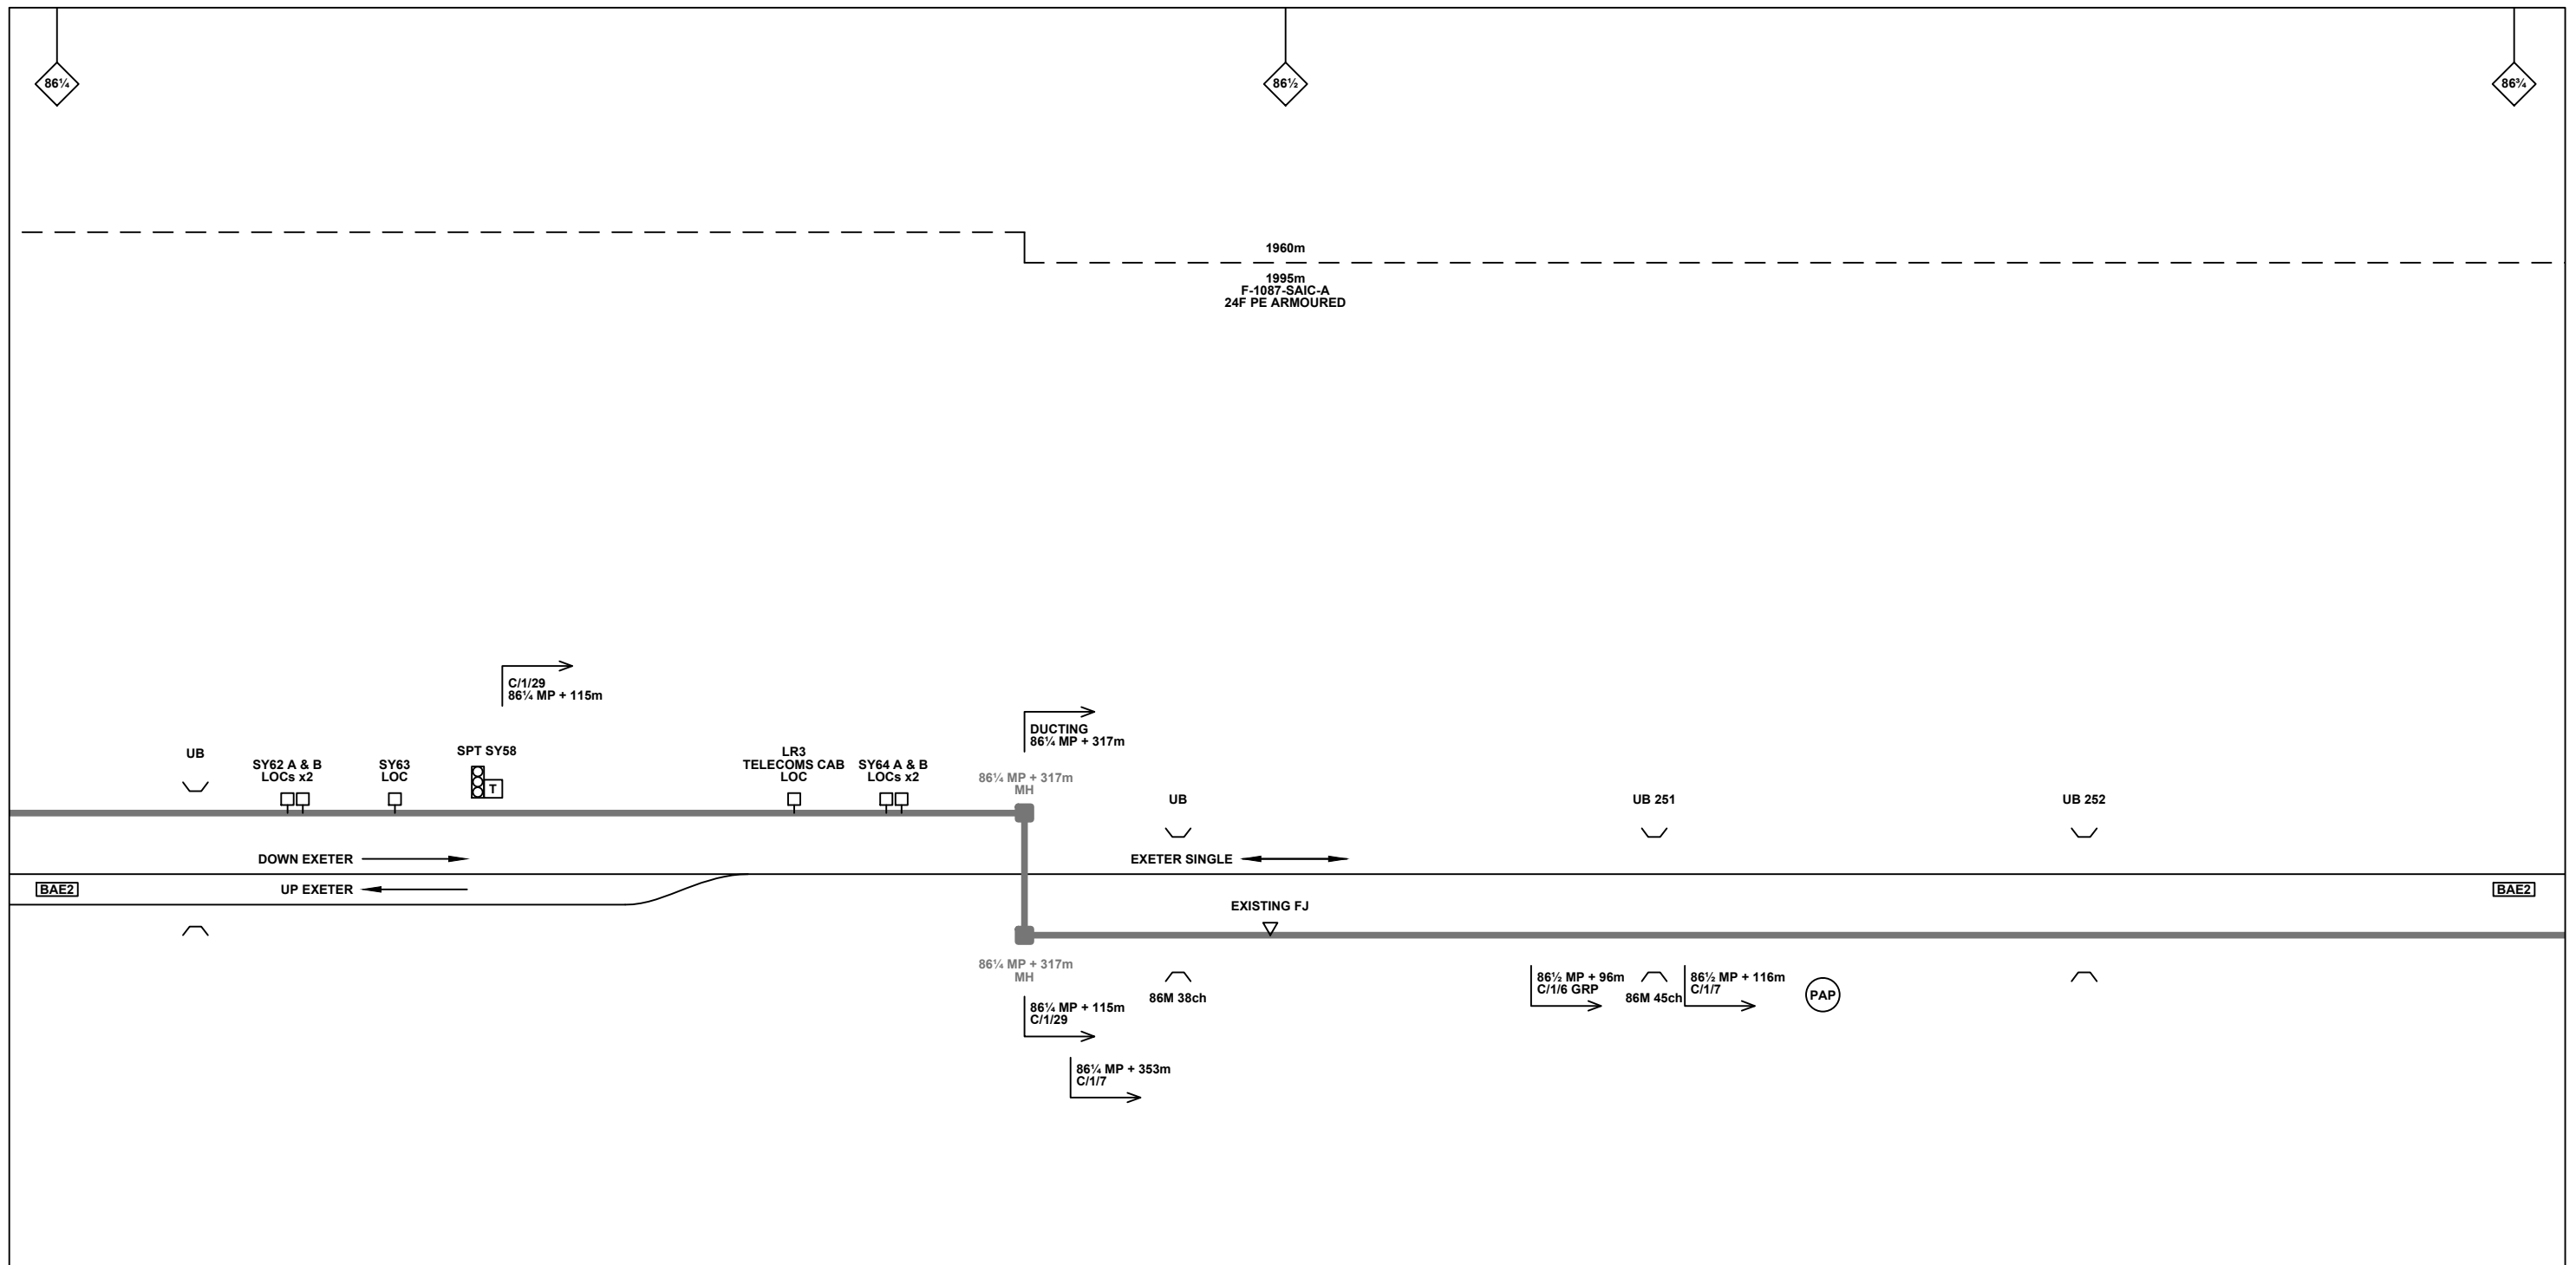 86¼
86½
86¾
1960m
1995m
F-1087-SAIC-A
24F PE ARMOURED
C/1/29
86¼ MP + 115m
DUCTING
86¼ MP + 317m
UB
SY62 A & B
LOCs x2
SY63
LOC
SPT SY58
T
LR3
TELECOMS CAB
LOC
SY64 A & B
LOCs x2
86¼ MP + 317m
MH
UB
UB 251
UB 252
DOWN EXETER
EXETER SINGLE
BAE2
UP EXETER
BAE2
EXISTING FJ
86¼ MP + 317m
MH
86¼ MP + 115m
C/1/29
86M 38ch
86½ MP + 96m
C/1/6 GRP
86M 45ch
86½ MP + 116m
C/1/7
PAP
86¼ MP + 353m
C/1/7